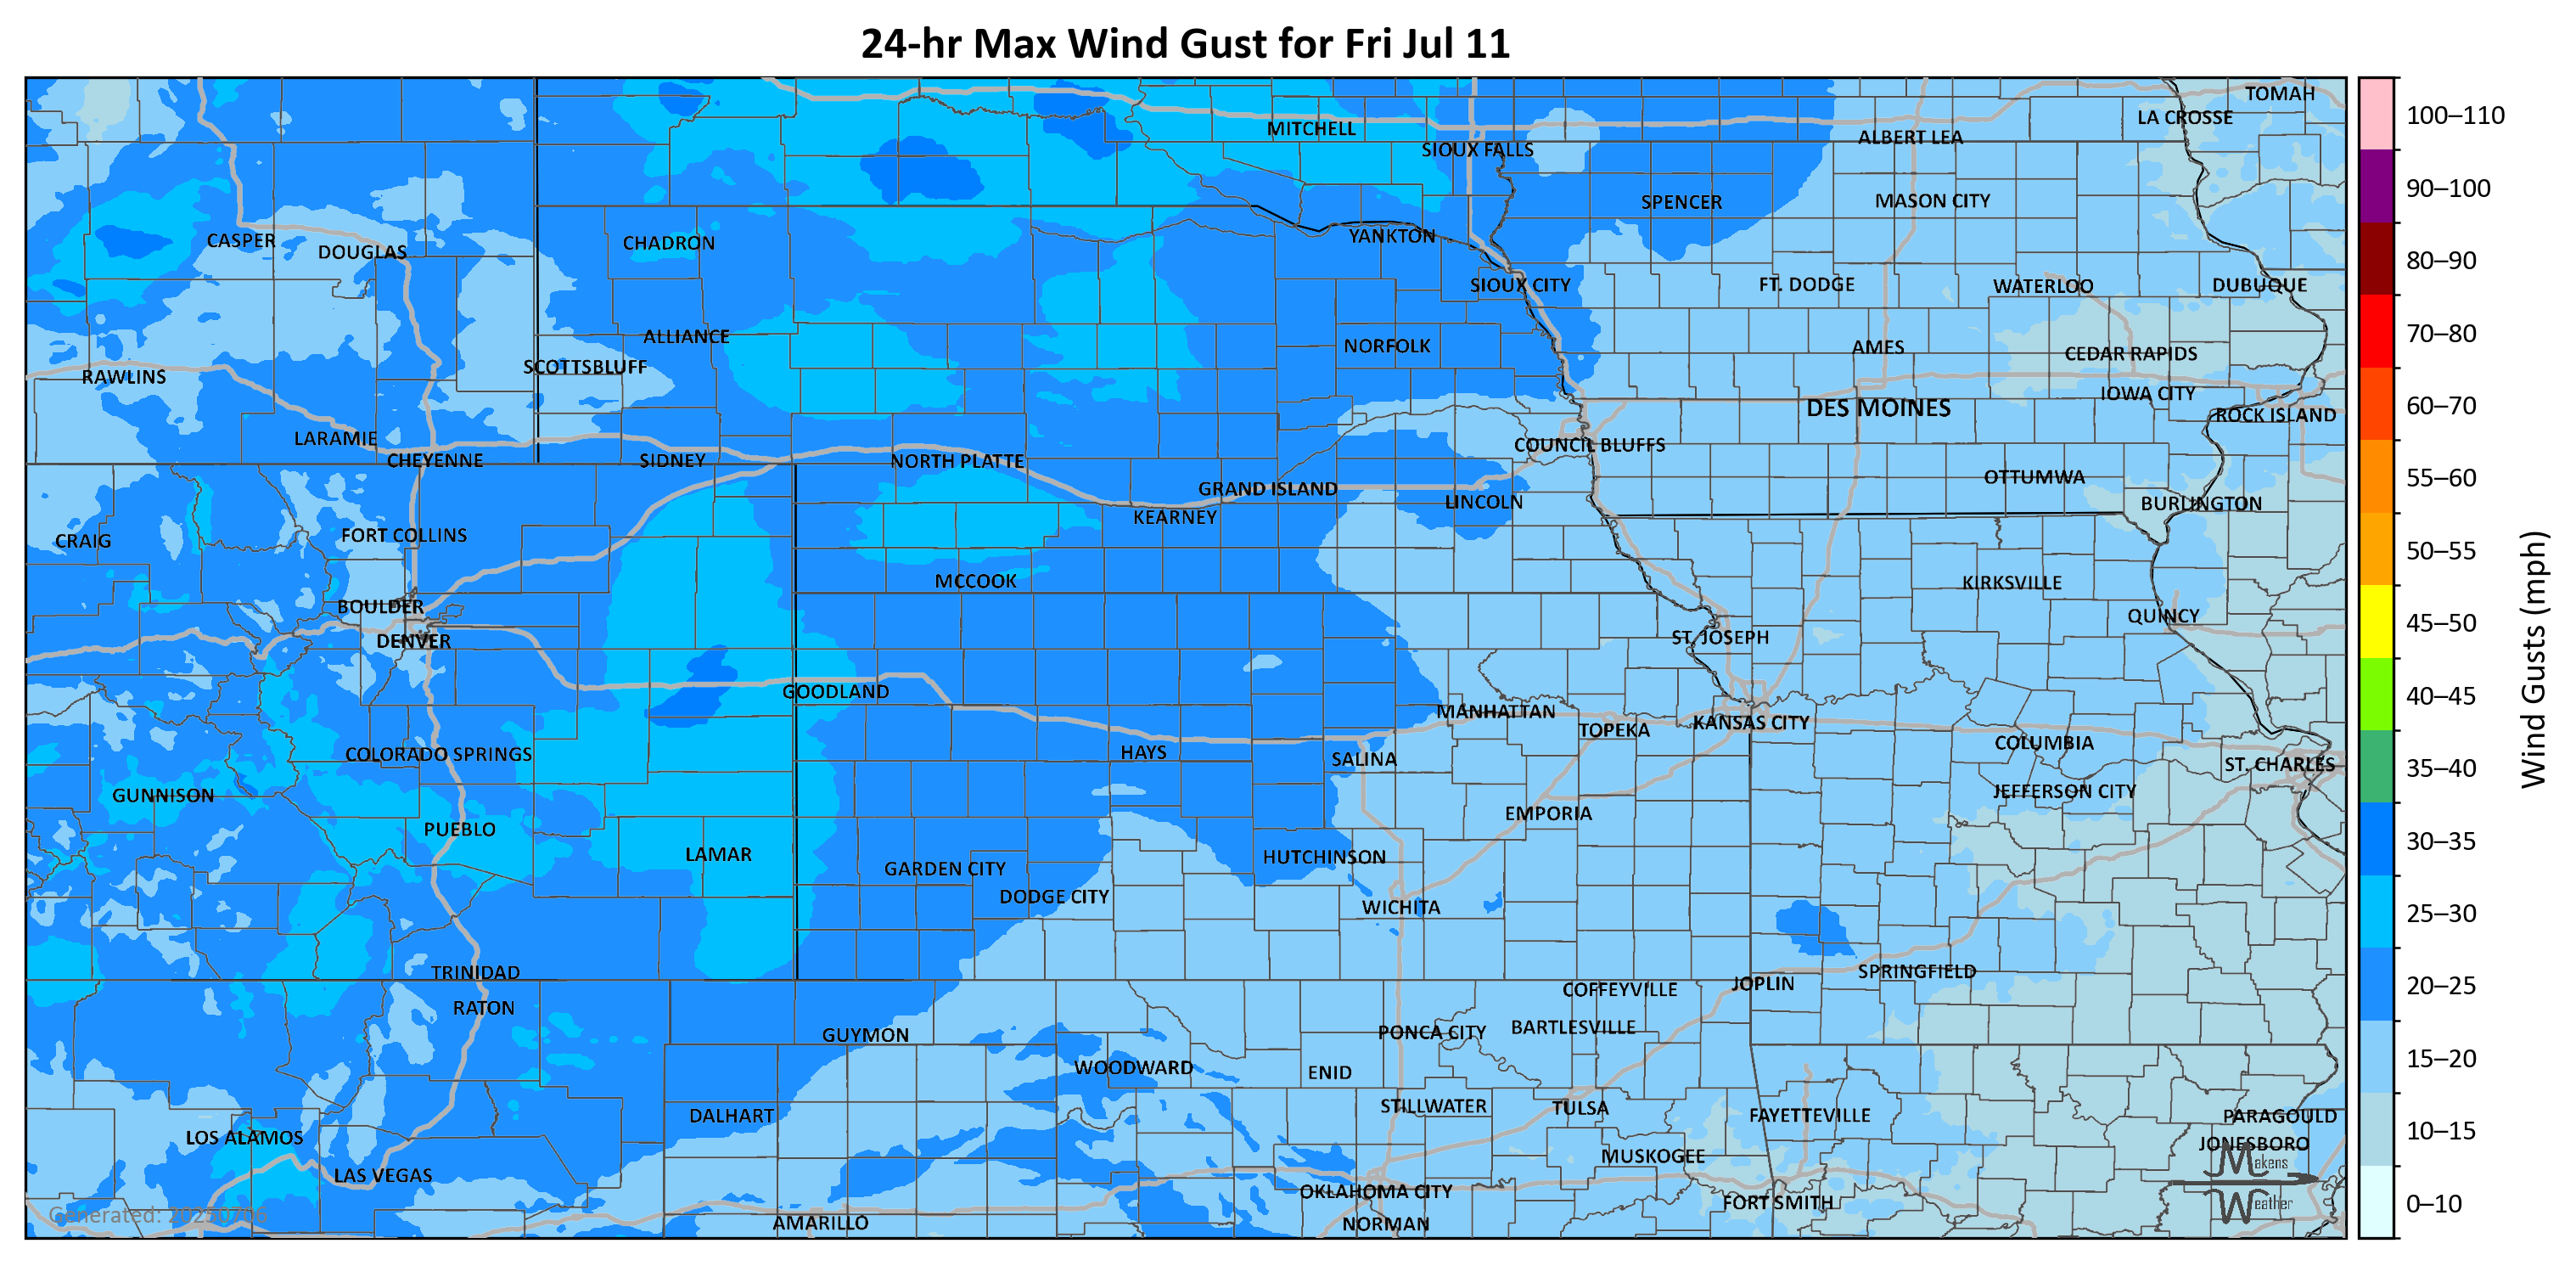 24-hr Max Wind Gust for Fri Jul 11
TOMAH
LA CROSSE
MITCHELL
ALBERT LEA
SIOUX FALLS
SPENCER
MASON CITY
CASPER
CHADRON
YANKTON
DOUGLAS
SIOUX CITY
FT. DODGE
WATERLOO
DUBUQUE
ALLIANCE
NORFOLK
AMES
CEDAR RAPIDS
SCOTTSBLUFF
RAWLINS
IOWA CITY
DES MOINES
ROCK ISLAND
LARAMIE
COUNCIL BLUFFS
CHEYENNE
SIDNEY
NORTH PLATTE
OTTUMWA
GRAND ISLAND
LINCOLN
BURLINGTON
KEARNEY
FORT COLLINS
CRAIG
MCCOOK
KIRKSVILLE
BOULDER
QUINCY
DENVER
ST. JOSEPH
GOODLAND
MANHATTAN
KANSAS CITY
TOPEKA
COLUMBIA
COLORADO SPRINGS
HAYS
SALINA
ST. CHARLES
GUNNISON
JEFFERSON CITY
EMPORIA
PUEBLO
LAMAR
HUTCHINSON
GARDEN CITY
DODGE CITY
WICHITA
TRINIDAD
SPRINGFIELD
JOPLIN
COFFEYVILLE
RATON
BARTLESVILLE
PONCA CITY
GUYMON
WOODWARD
ENID
STILLWATER
TULSA
DALHART
FAYETTEVILLE
PARAGOULD
LOS ALAMOS
JONESBORO
MUSKOGEE
LAS VEGAS
OKLAHOMA CITY
FORT SMITH
AMARILLO
NORMAN
Makens
Weather
Generated: 20250706
100–110
90–100
80–90
70–80
60–70
55–60
50–55
45–50
40–45
35–40
30–35
25–30
20–25
15–20
10–15
0–10
Wind Gusts (mph)